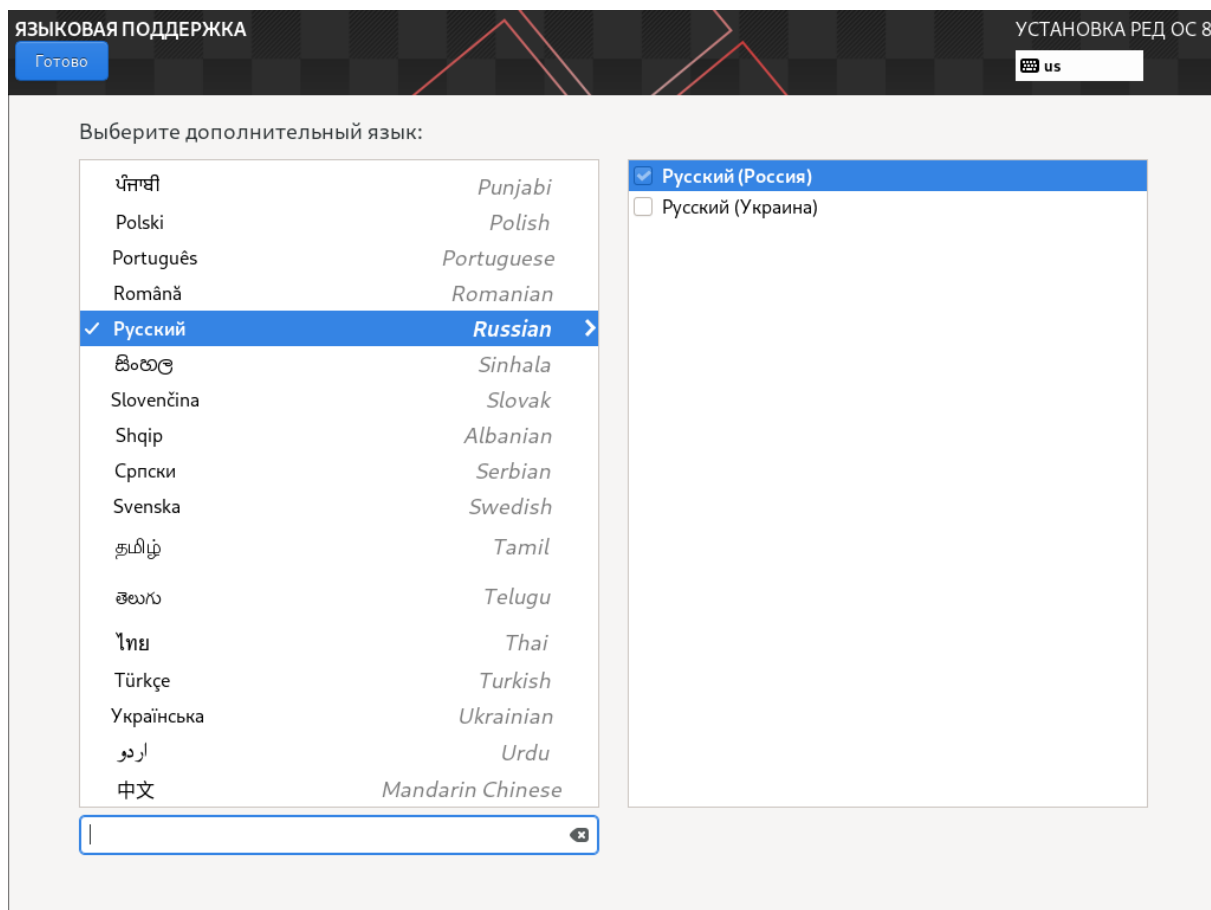 ЯЗЫКОВАЯ ПОДДЕРЖКА
УСТАНОВКА РЕД ОС 8
Готово
us
Выберите дополнительный язык:
ਪੰਜਾਬੀ Punjabi
Polski Polish
Português Portuguese
Română Romanian
Русский Russian
සිංහල Sinhala
Slovenčina Slovak
Shqip Albanian
Српски Serbian
Svenska Swedish
தமிழ் Tamil
తెలుగు Telugu
ไทย Thai
Türkçe Turkish
Українська Ukrainian
اردو Urdu
中文 Mandarin Chinese
Русский (Россия)
Русский (Украина)